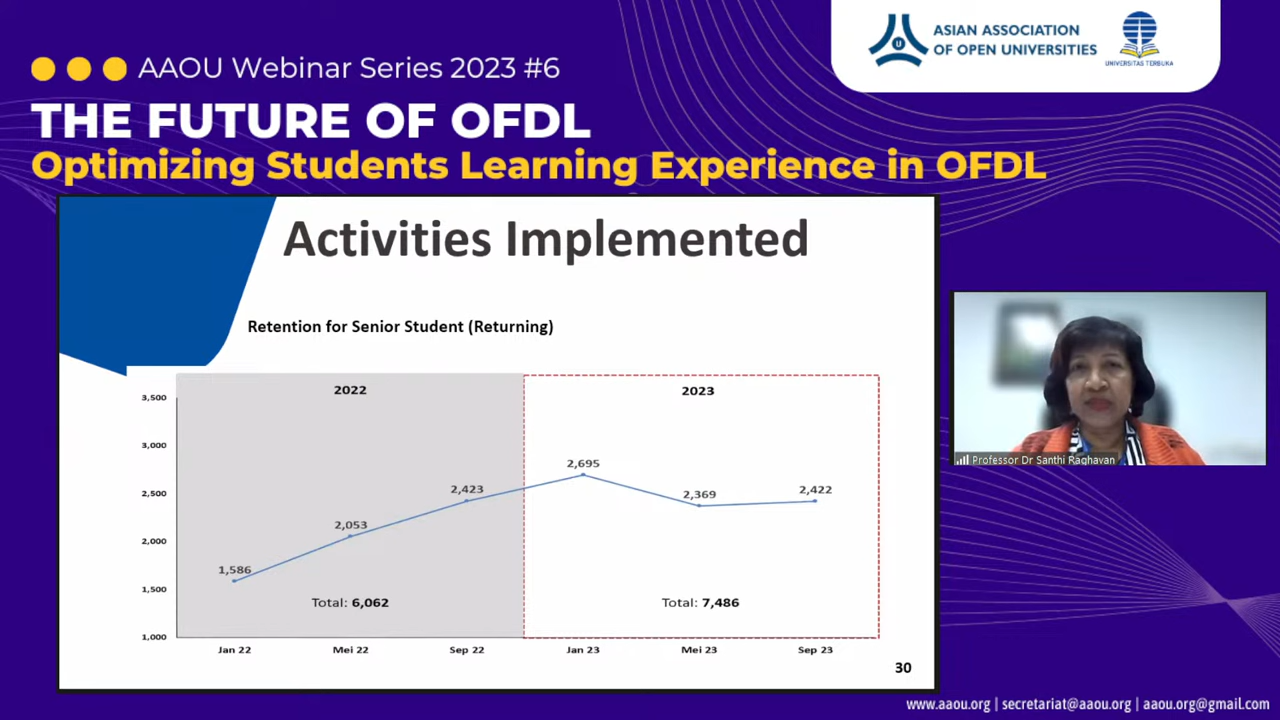 ASIAN ASSOCIATION
OF OPEN UNIVERSITIES
U
UNIVERSITAS TERBUKA
AAOU Webinar Series 2023 #6
THE FUTURE OF OFDL
Optimizing Students Learning Experience in OFDL
Activities Implemented
Retention for Senior Student (Returning)
2022
2023
3,500
3,000
2,500
2,000
1,500
1,000
1,586
2,053
2,423
2,695
2,369
2,422
Total: 6,062
Total: 7,486
Jan 22
Mei 22
Sep 22
Jan 23
Mei 23
Sep 23
30
Professor Dr Santhi Raghavan
www.aaou.org | secretariat@aaou.org | aaou.org@gmail.com